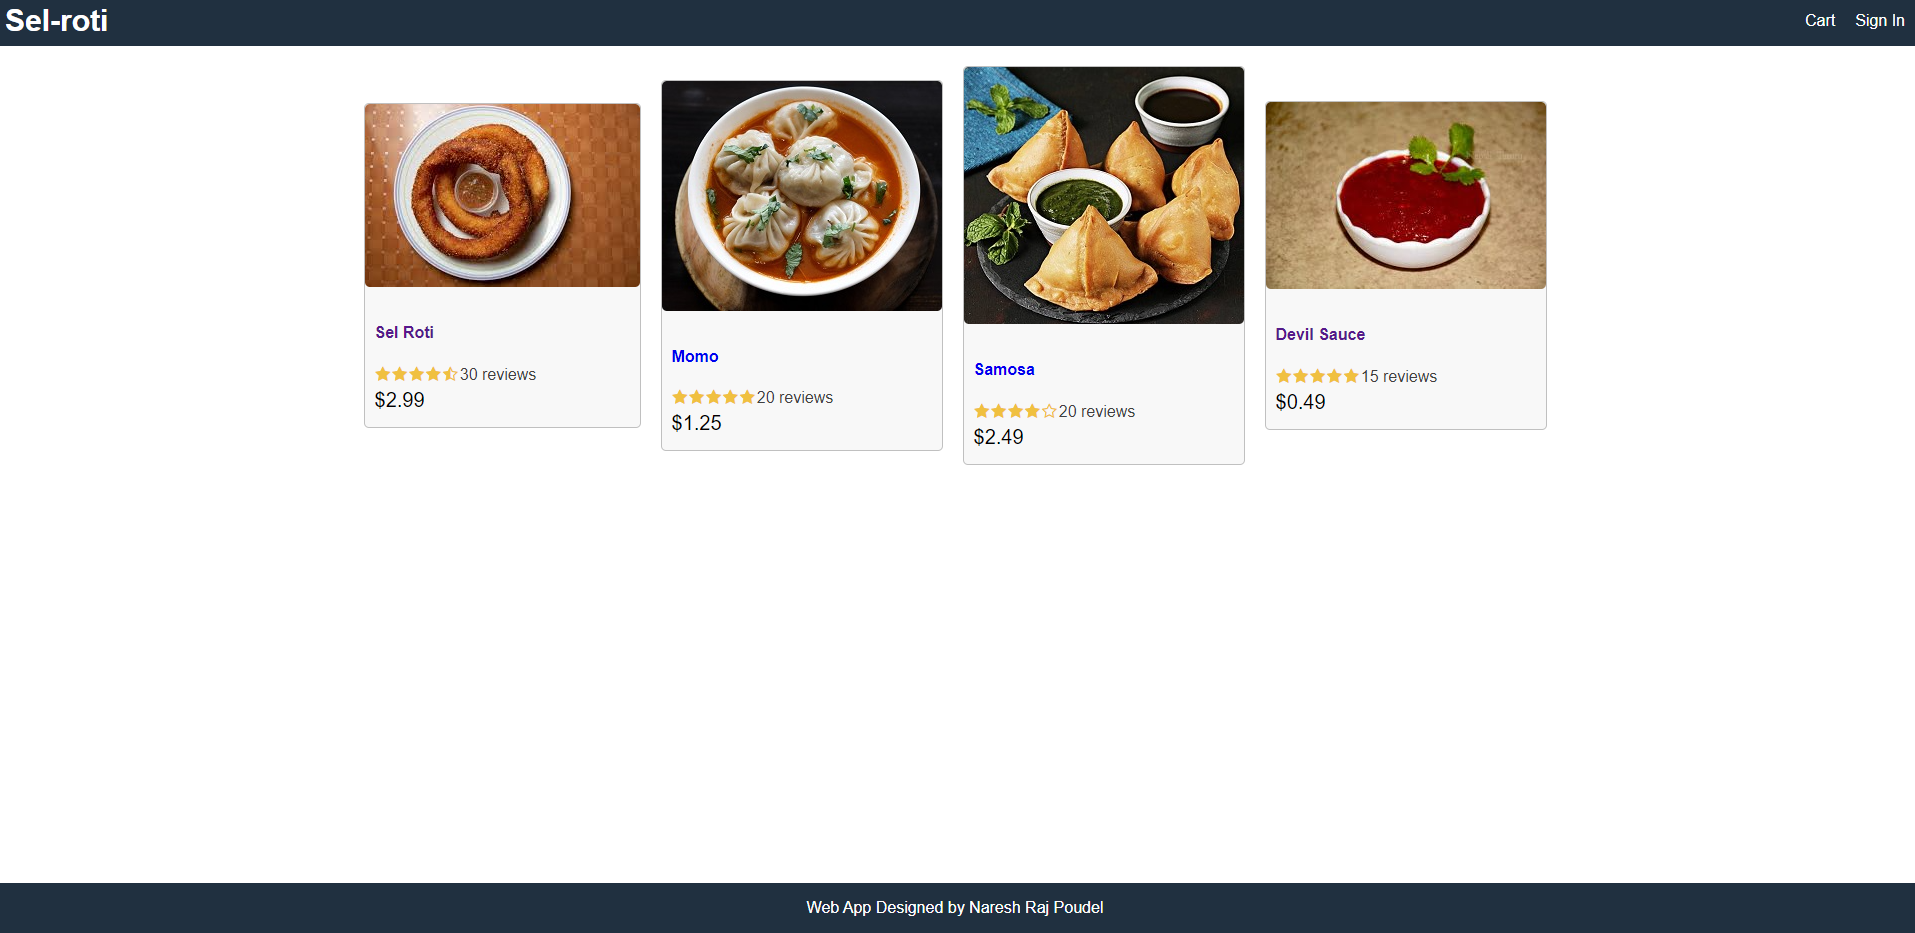 Sel-roti
Cart
Sign In
Sel Roti
30 reviews
$2.99
Momo
20 reviews
$1.25
Samosa
20 reviews
$2.49
Devil Sauce
15 reviews
$0.49
Web App Designed by Naresh Raj Poudel